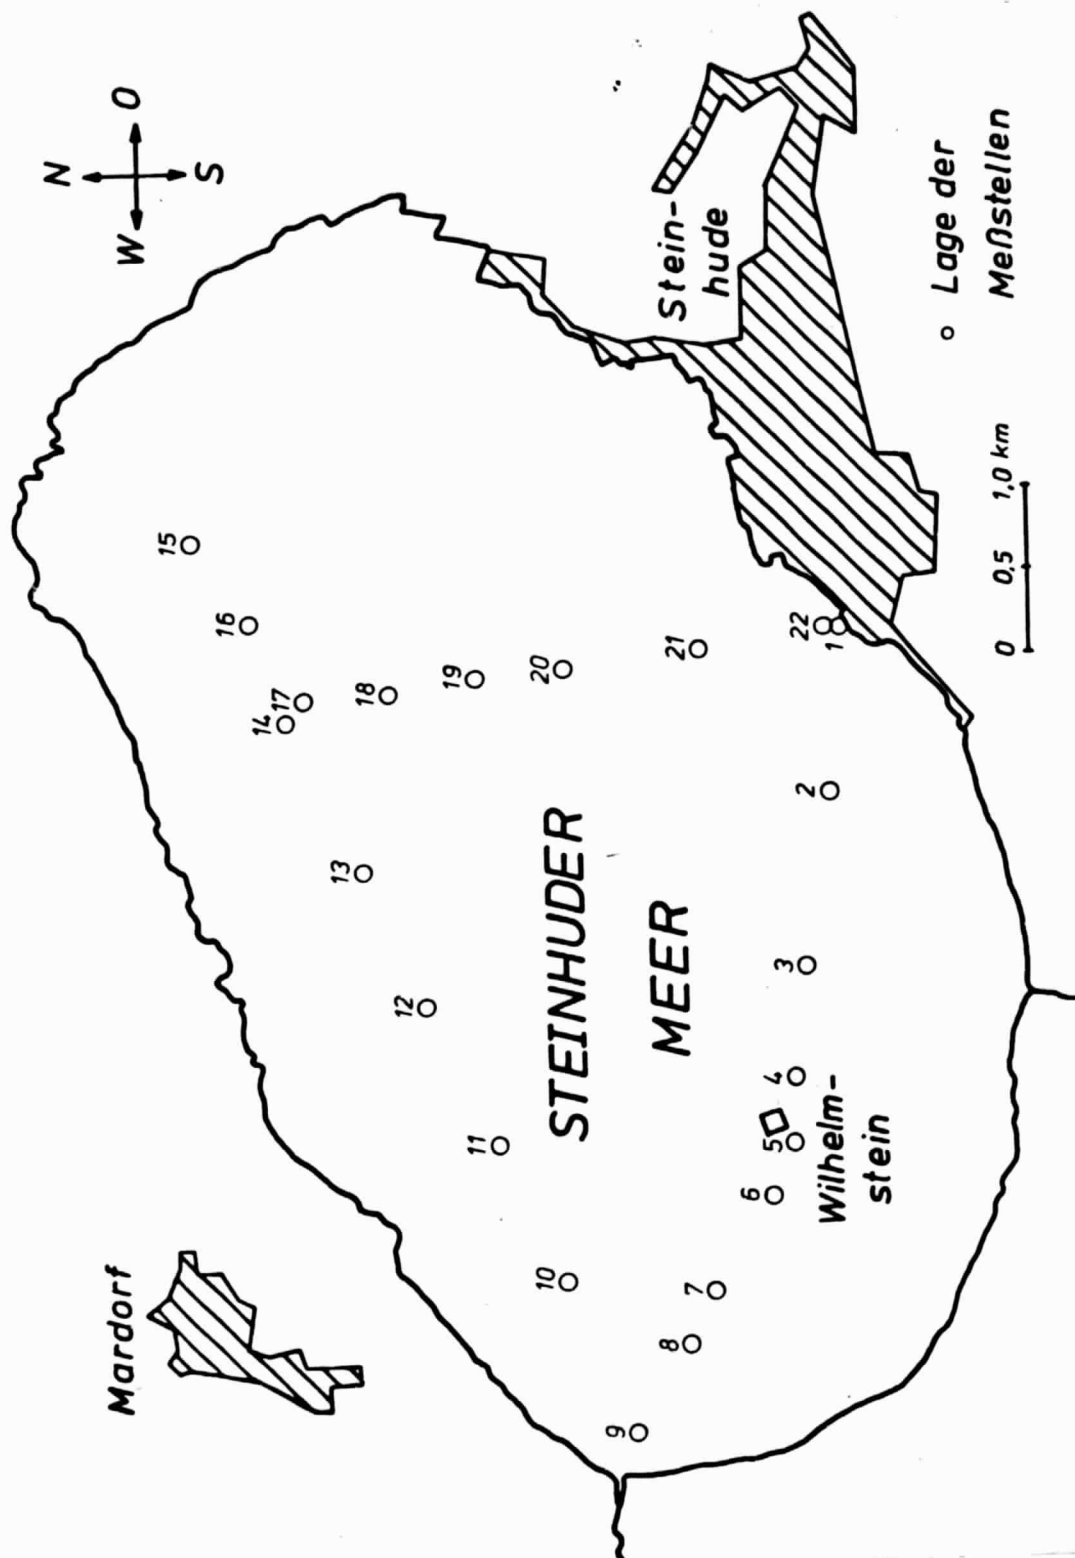 Mardorf
N
W
O
S
15
16
14
17
18
19
20
21
22
1
13
12
11
10
2
3
4
5
6
7
8
9
STEINHUDER
MEER
Wilhelm-
stein
Stein-
hude
Lage der
Meßstellen
0
0,5
1,0 km